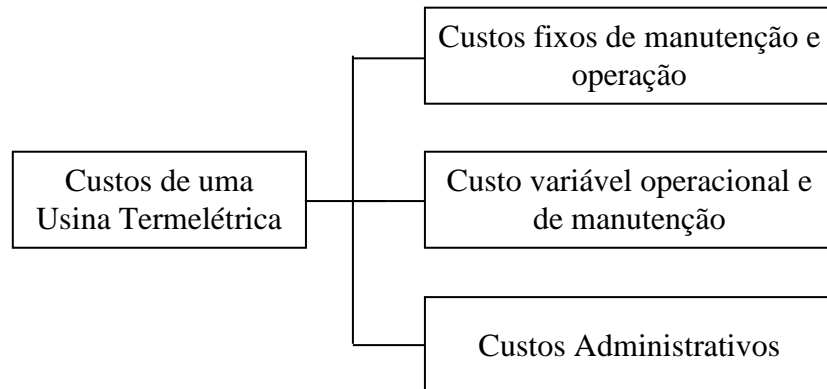 Custos fixos de manutenção e
operação
Custos de uma
Usina Termelétrica
Custo variável operacional e
de manutenção
Custos Administrativos